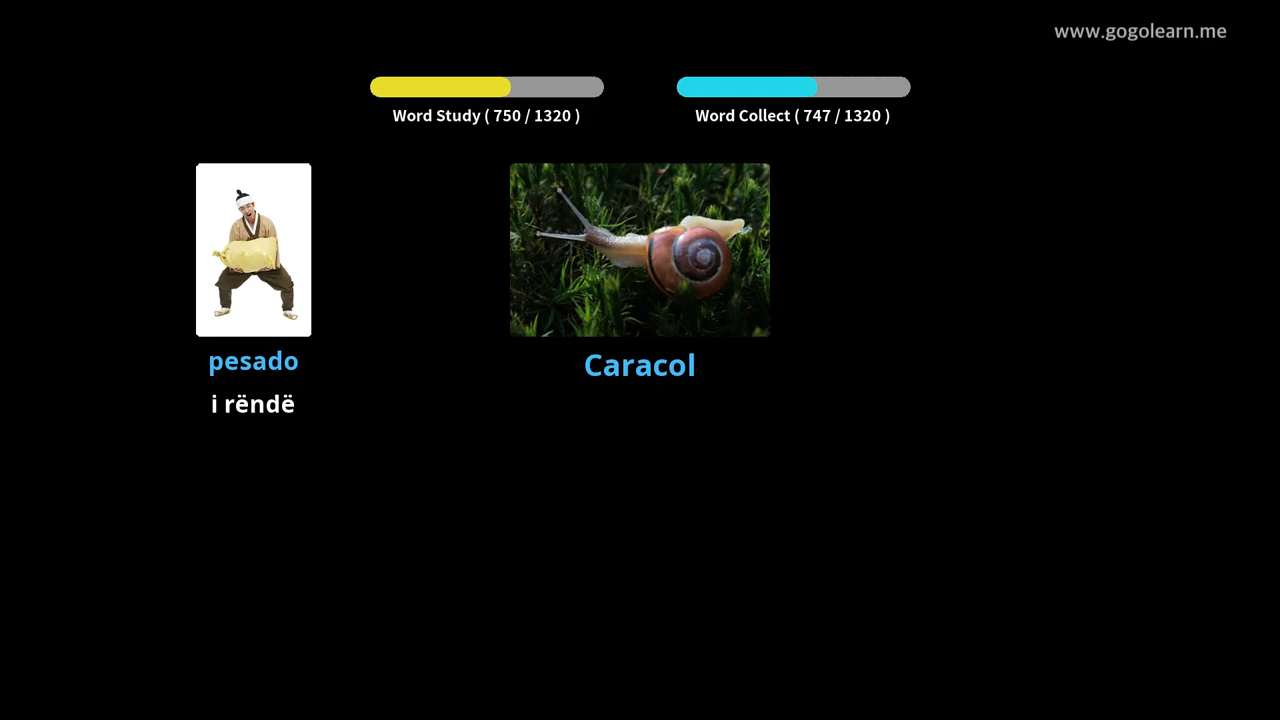 www.gogolearn.me
Word Study ( 750 / 1320 )
Word Collect ( 747 / 1320 )
pesado
i rëndë
Caracol